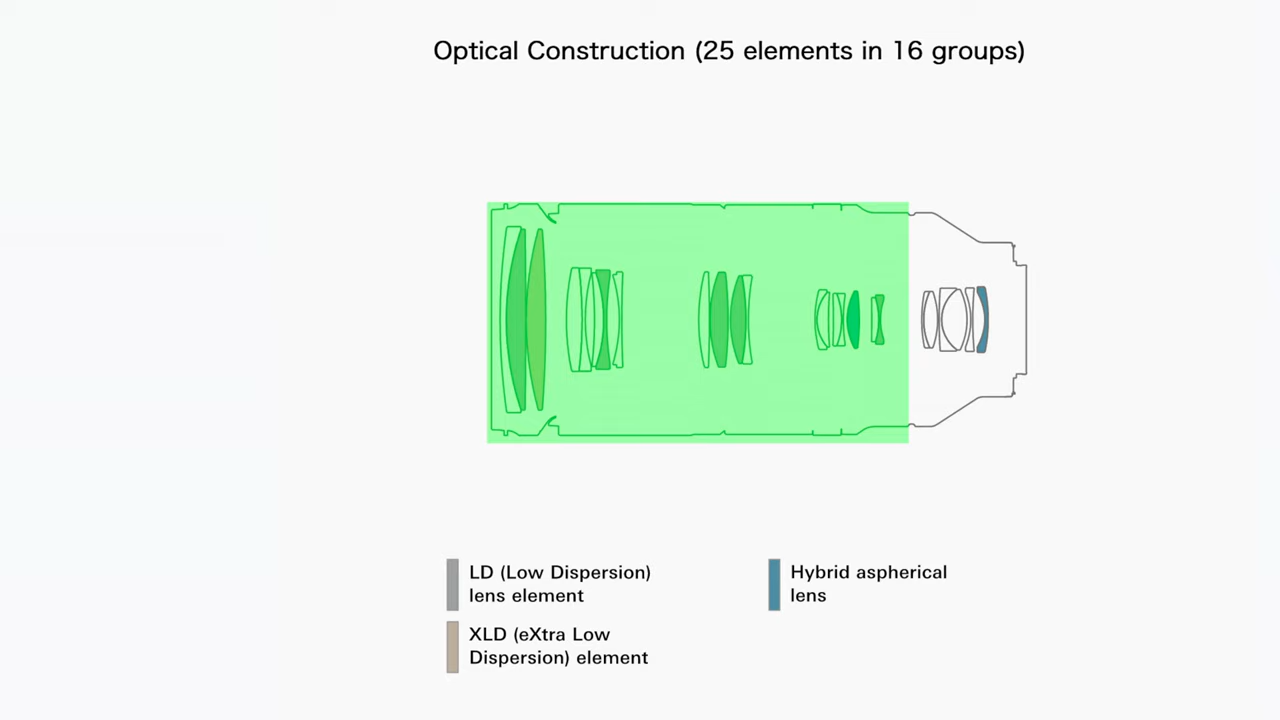 Optical Construction (25 elements in 16 groups)
LD (Low Dispersion)
lens element
Hybrid aspherical
lens
XLD (eXtra Low
Dispersion) element